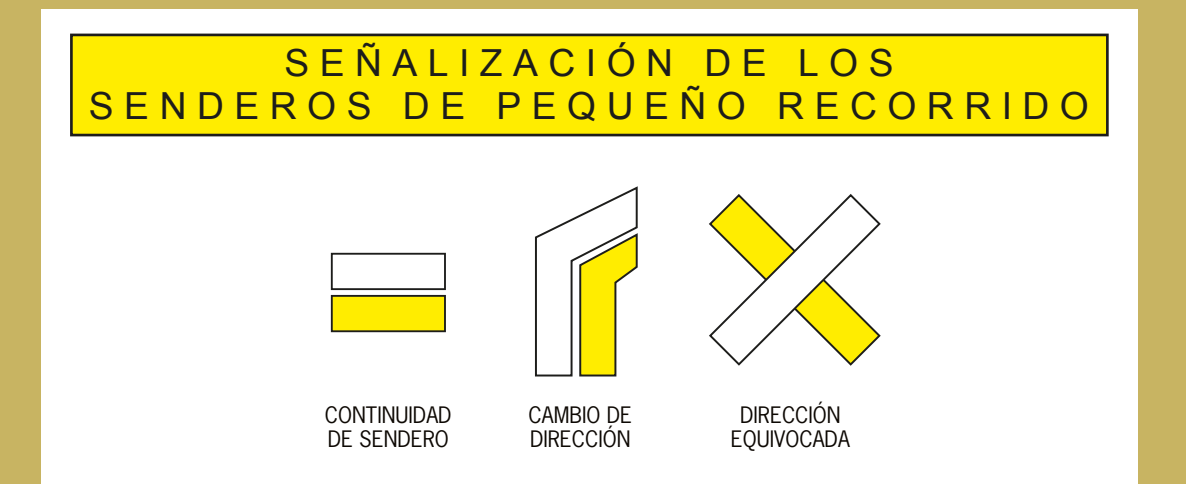 SEÑALIZACIÓN DE LOS
SENDEROS DE PEQUEÑO RECORRIDO
CONTINUIDAD
DE SENDERO
CAMBIO DE
DIRECCIÓN
DIRECCIÓN
EQUIVOCADA